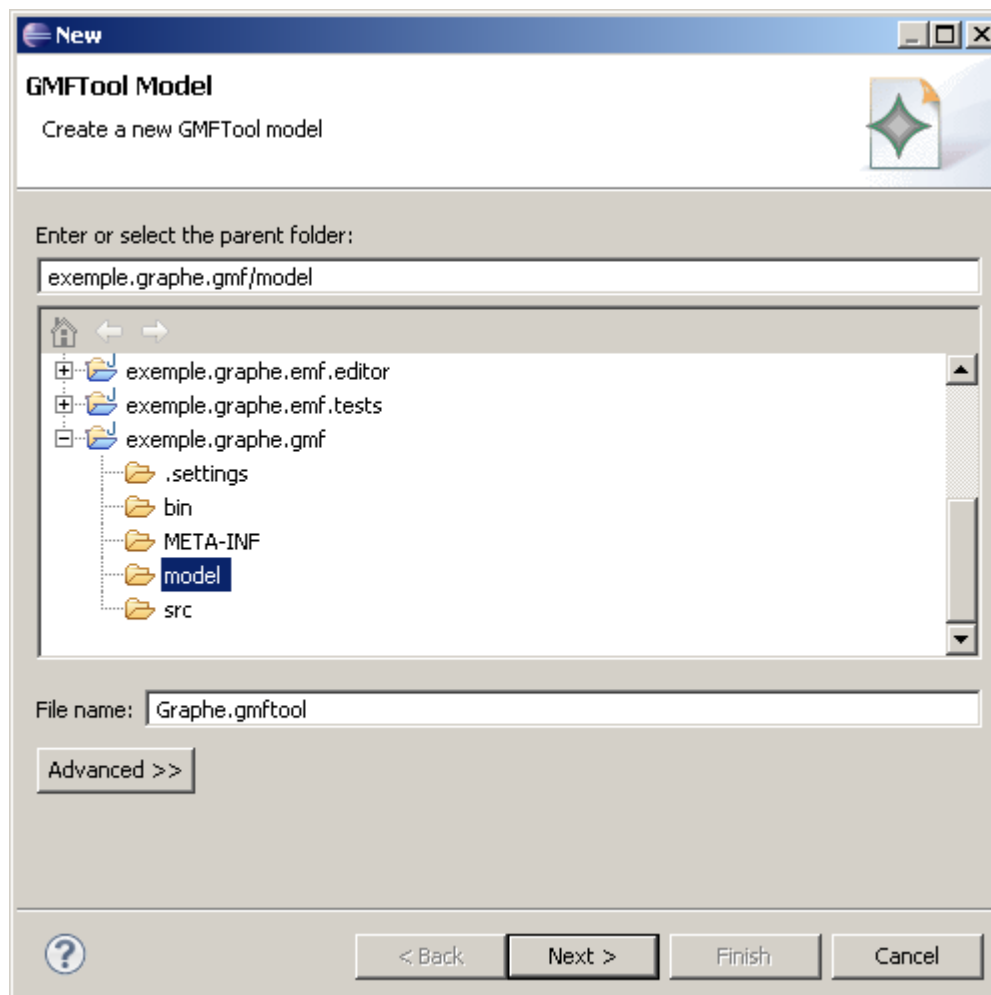 New
GMFTool Model
Create a new GMFTool model
Enter or select the parent folder:
exemple.graphe.gmf/model
exemple.graphe.emf.editor
exemple.graphe.emf.tests
exemple.graphe.gmf
.settings
bin
META-INF
model
src
File name: Graphe.gmftool
Advanced >>
< Back Next > Finish Cancel